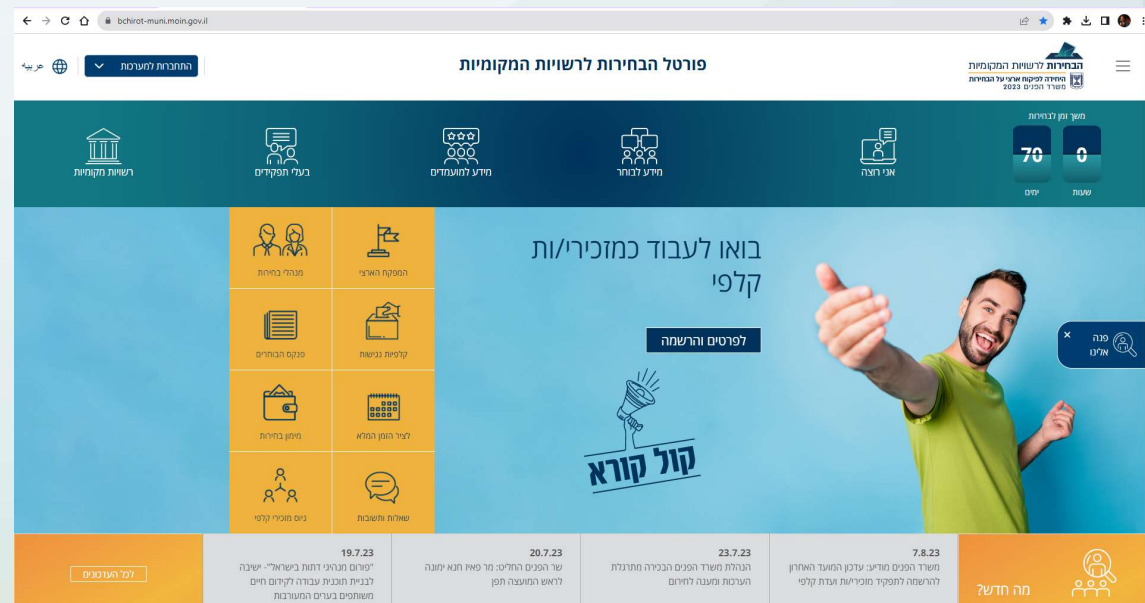 bchirot-muni.moin.gov.il
הבחירות לרשויות המקומיות
היחידה לפיקוח ארצי על הבחירות
משרד הפנים 2023
פורטל הבחירות לרשויות המקומיות
התחברות למערכות
عربيه
משך זמן לבחירות
0
70
שעות
ימים
אני רוצה
מידע לבוחר
מידע למועמדים
בעלי תפקידים
רשויות מקומיות
בואו לעבוד כמזכירי/ות
קלפי
לפרטים והרשמה
קול קורא
המפקח הארצי
מנהלי בחירות
קלפיות נגישות
פנקס הבוחרים
לציר הזמן המלא
מימון בחירות
שאלות ותשובות
גיוס מזכירי קלפי
פנה
אלינו
מה חדש?
7.8.23
משרד הפנים מודיע: עדכון המועד האחרון
להרשמה לתפקיד מזכירי/ות ועדת קלפי
23.7.23
הנהלת משרד הפנים הבכירה מתרגלת
הערכות ומענה לחירום
20.7.23
שר הפנים החליט: מר פאיז חנא ימונה
לראש המועצה תפן
19.7.23
"פורום מנהיגי דתות בישראל"- ישיבה
לבניית תוכנית עבודה לקידום חיים
משותפים בערים המעורבות
לכל העדכונים